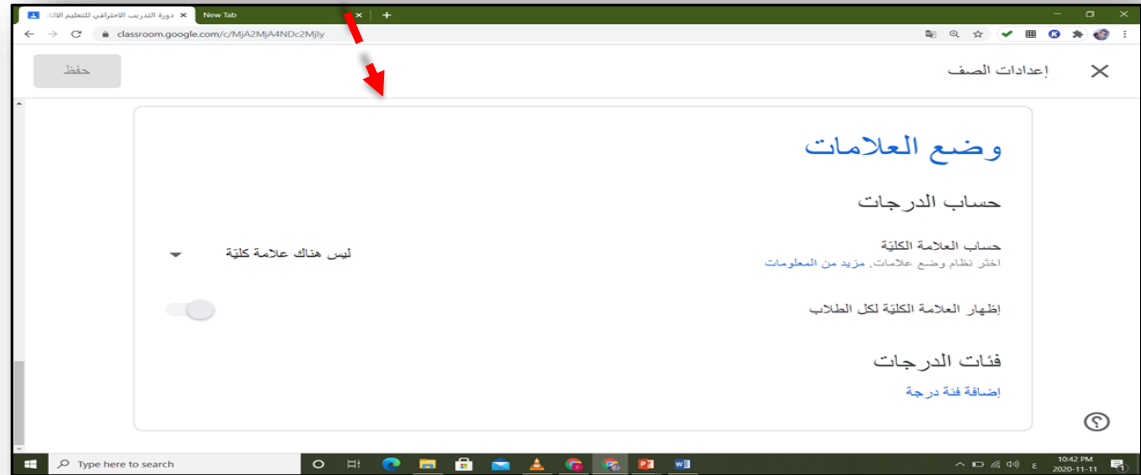 دورة التدريب الاحترافي للتعليم الالك
New Tab
classroom.google.com/c/MjA2MjA4NDc2MjIy
إعدادات الصف
حفظ
وضع العلامات
حساب الدرجات
حساب العلامة الكليّة
ليس هناك علامة كليّة
اختَر نظام وضع علامات. مزيد من المعلومات
إظهار العلامة الكليّة لكل الطلاب
فئات الدرجات
إضافة فئة درجة
Type here to search
ع
10:42 PM
2020-11-11